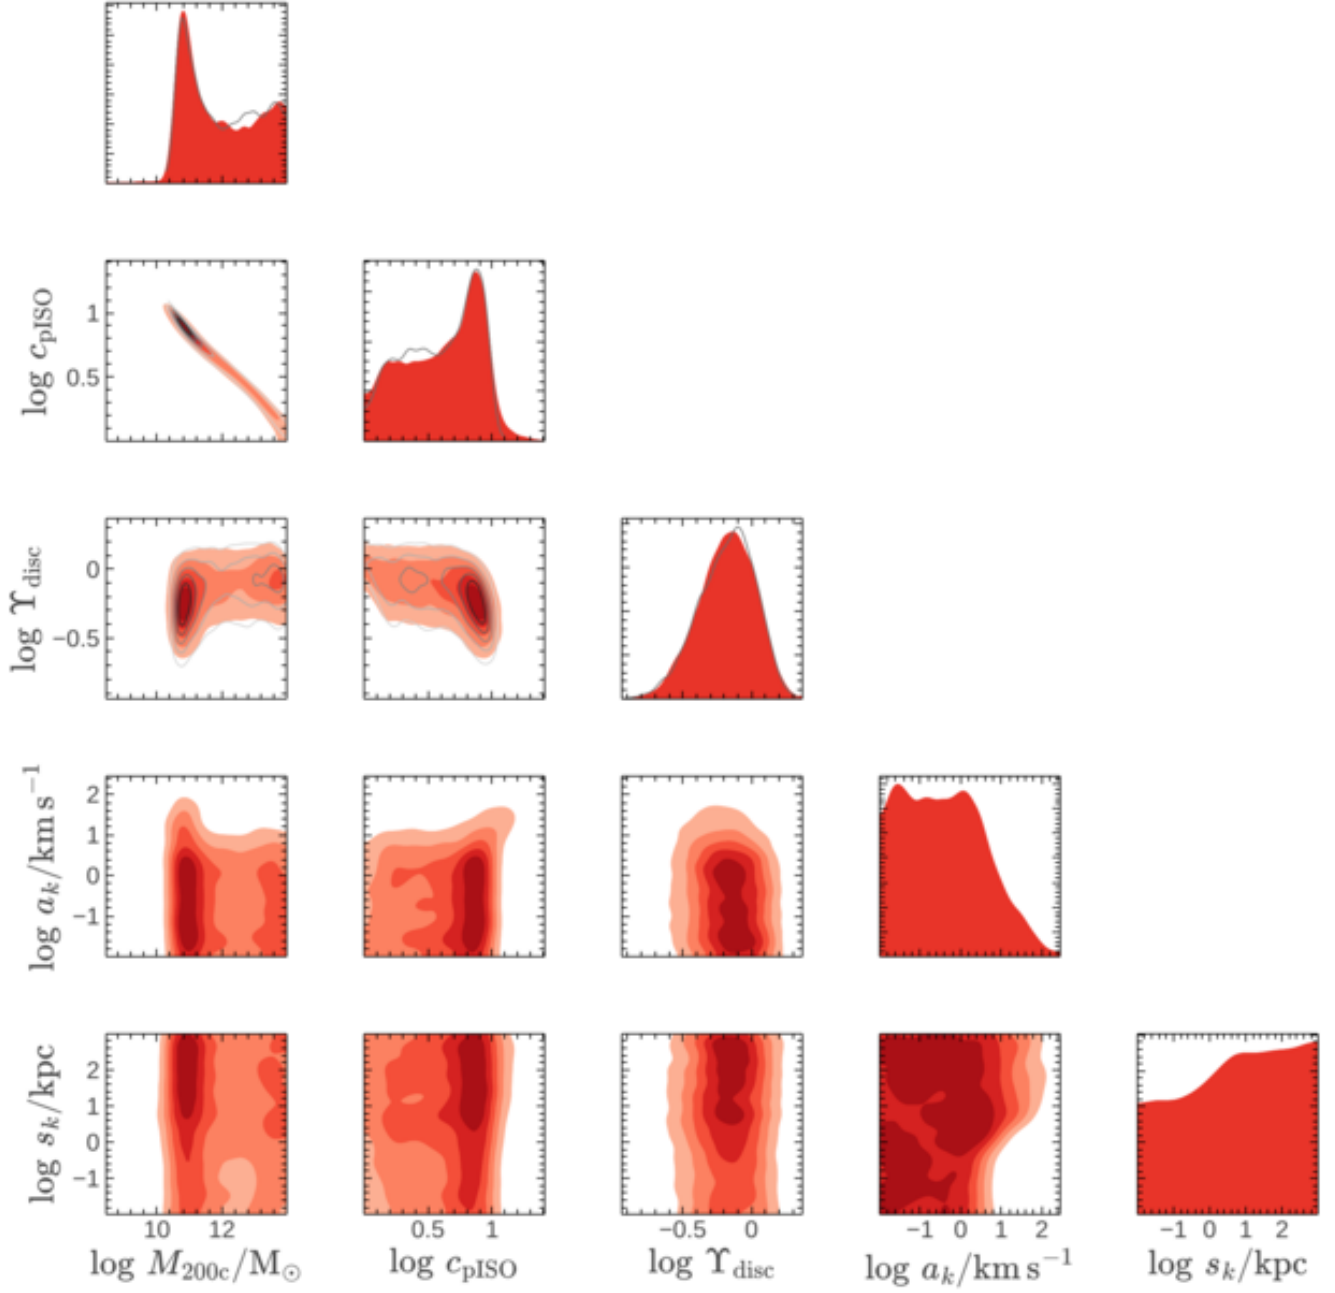 log c_pISO
1
0.5
log ϒ_disc
0
−0.5
log a_k/km s⁻¹
2
1
0
−1
log s_k/kpc
2
1
0
−1
10 12 0.5 1 −0.5 0 −1 0 1 2 −1 0 1 2
log M_200c/M_⊙ log c_pISO log ϒ_disc log a_k/km s⁻¹ log s_k/kpc